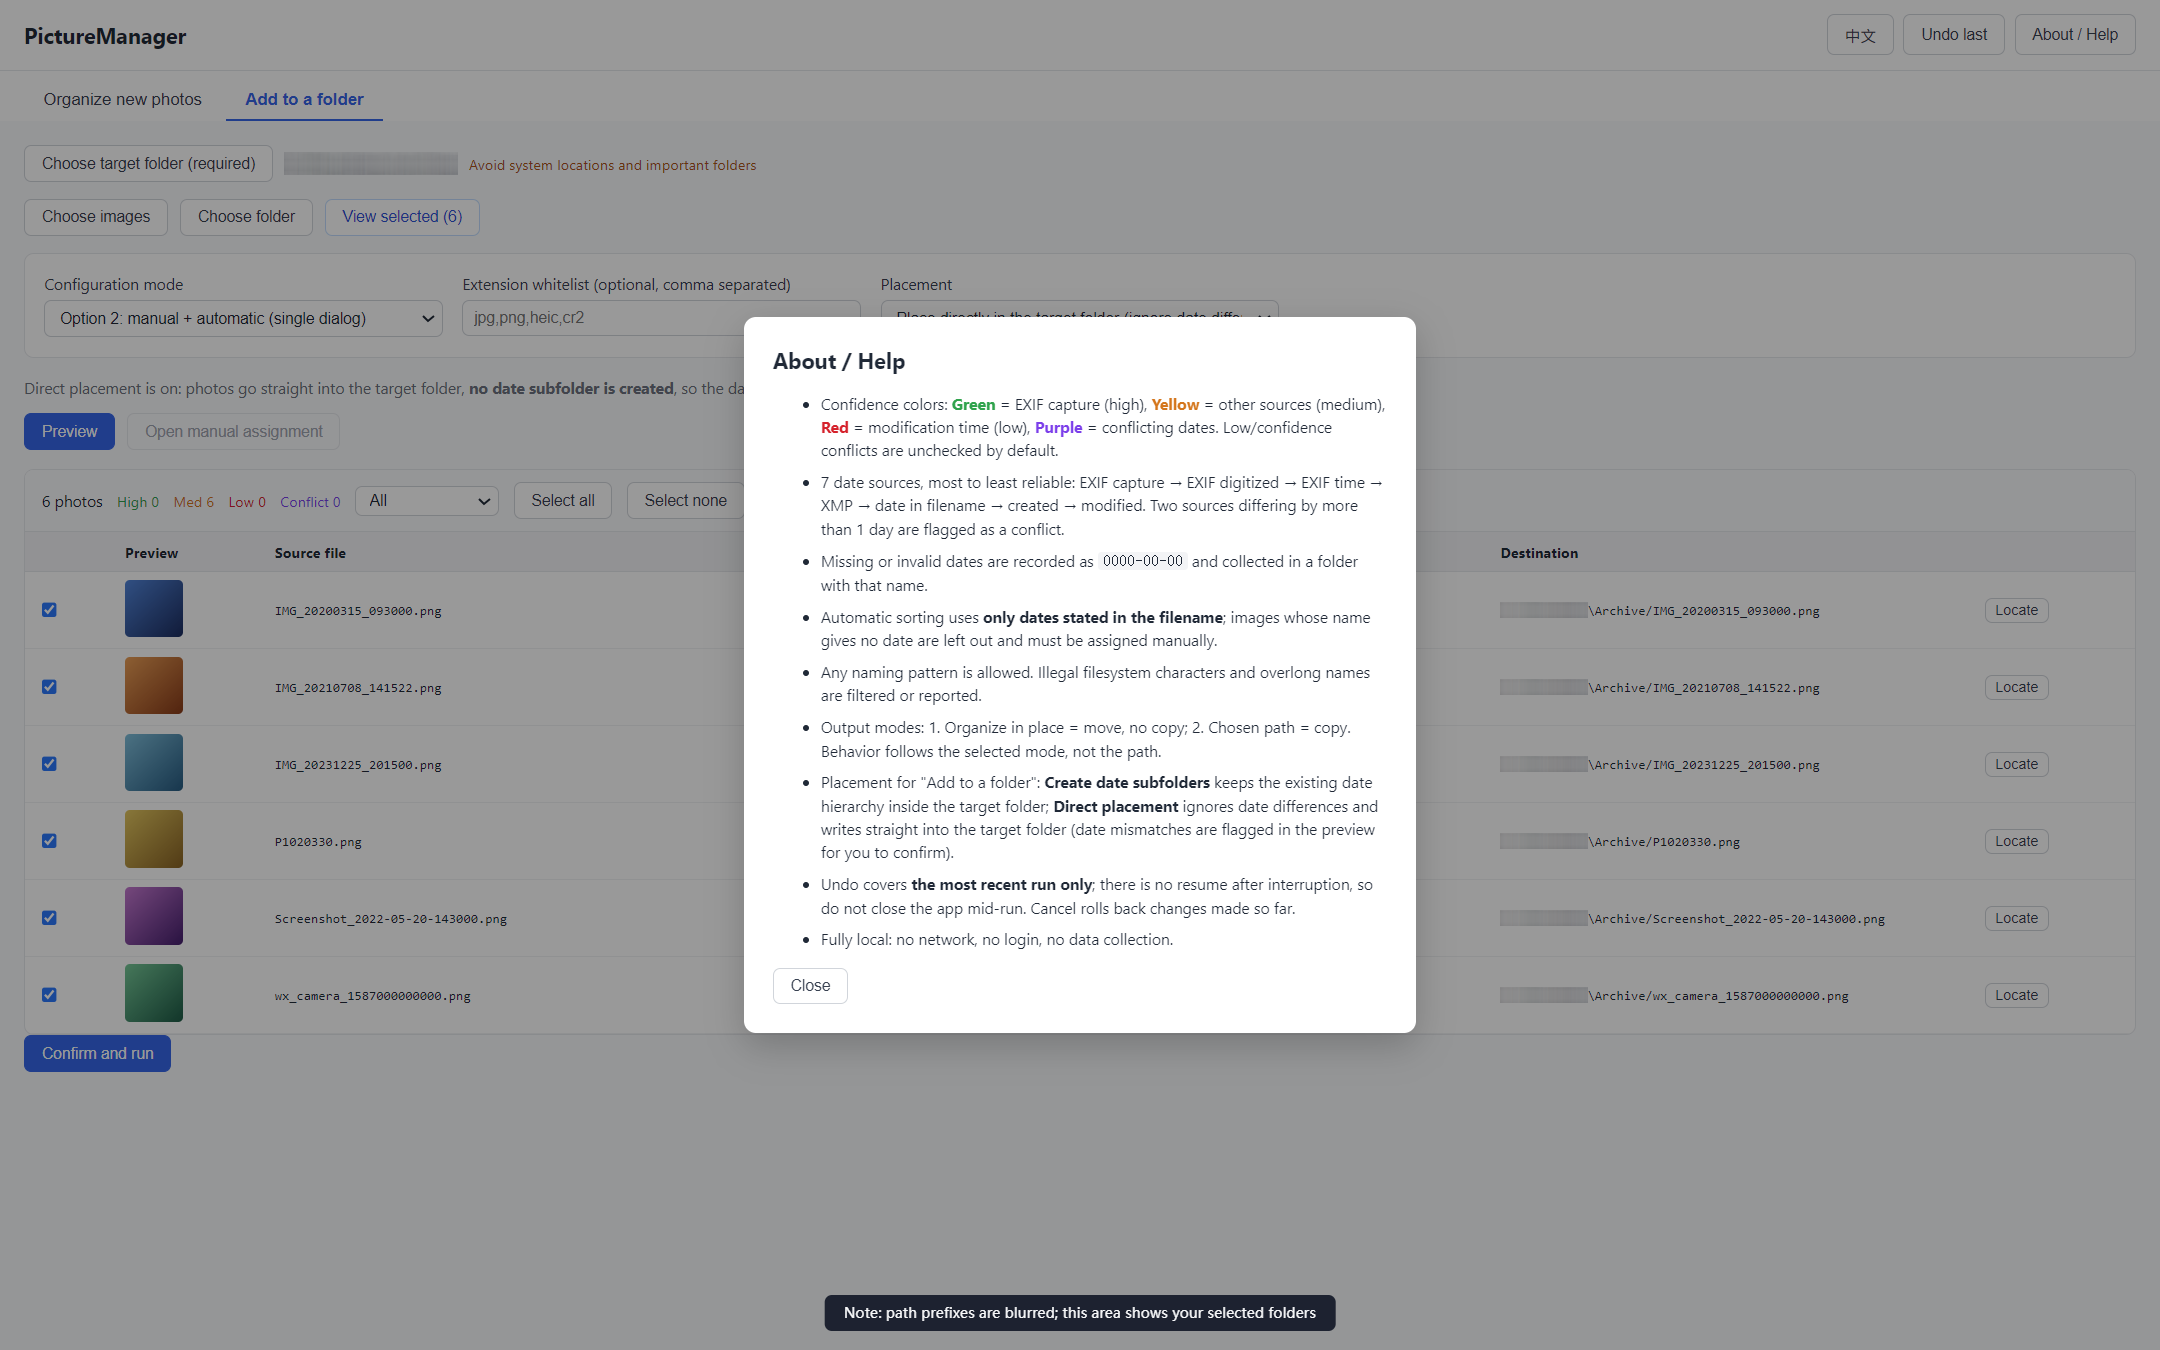 PictureManager
中文
Undo last
About / Help
Organize new photos
Add to a folder
Choose target folder (required)
Avoid system locations and important folders
Choose images
Choose folder
View selected (6)
Configuration mode
Extension whitelist (optional, comma separated)
Placement
Option 2: manual + automatic (single dialog)
jpg,png,heic,cr2
Place directly in the target folder (ignore date diffe
Direct placement is on: photos go straight into the target folder, no date subfolder is created, so the da
Preview
Open manual assignment
6 photos
High 0
Med 6
Low 0
Conflict 0
All
Select all
Select none
Preview
Source file
Destination
IMG_20200315_093000.png
\Archive/IMG_20200315_093000.png
Locate
IMG_20210708_141522.png
\Archive/IMG_20210708_141522.png
Locate
IMG_20231225_201500.png
\Archive/IMG_20231225_201500.png
Locate
P1020330.png
\Archive/P1020330.png
Locate
Screenshot_2022-05-20-143000.png
\Archive/Screenshot_2022-05-20-143000.png
Locate
wx_camera_1587000000000.png
\Archive/wx_camera_1587000000000.png
Locate
Confirm and run
About / Help
• Confidence colors: Green = EXIF capture (high), Yellow = other sources (medium),
Red = modification time (low), Purple = conflicting dates. Low/confidence
conflicts are unchecked by default.
• 7 date sources, most to least reliable: EXIF capture → EXIF digitized → EXIF time →
XMP → date in filename → created → modified. Two sources differing by more
than 1 day are flagged as a conflict.
• Missing or invalid dates are recorded as 0000-00-00 and collected in a folder
with that name.
• Automatic sorting uses only dates stated in the filename; images whose name
gives no date are left out and must be assigned manually.
• Any naming pattern is allowed. Illegal filesystem characters and overlong names
are filtered or reported.
• Output modes: 1. Organize in place = move, no copy; 2. Chosen path = copy.
Behavior follows the selected mode, not the path.
• Placement for "Add to a folder": Create date subfolders keeps the existing date
hierarchy inside the target folder; Direct placement ignores date differences and
writes straight into the target folder (date mismatches are flagged in the preview
for you to confirm).
• Undo covers the most recent run only; there is no resume after interruption, so
do not close the app mid-run. Cancel rolls back changes made so far.
• Fully local: no network, no login, no data collection.
Close
Note: path prefixes are blurred; this area shows your selected folders